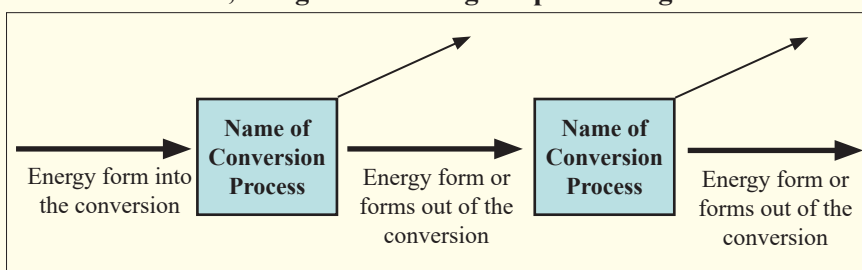 Name of
Conversion
Process
Name of
Conversion
Process
Energy form into
the conversion
Energy form or
forms out of the
conversion
Energy form or
forms out of the
conversion